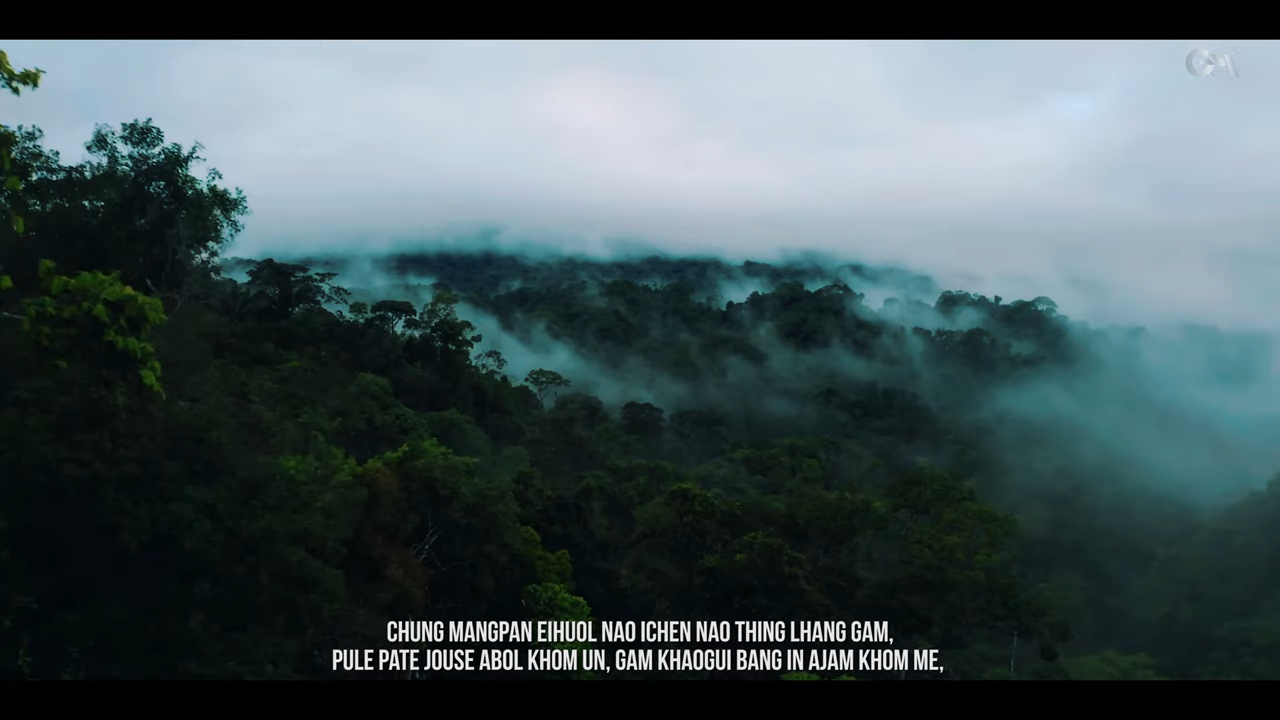 CHUNG MANGPAN EIHUOL NAO ICHEN NAO THING LHANG GAM,
PULE PATE JOUSE ABOL KHOM UN, GAM KHAOGUI BANG IN AJAM KHOM ME,